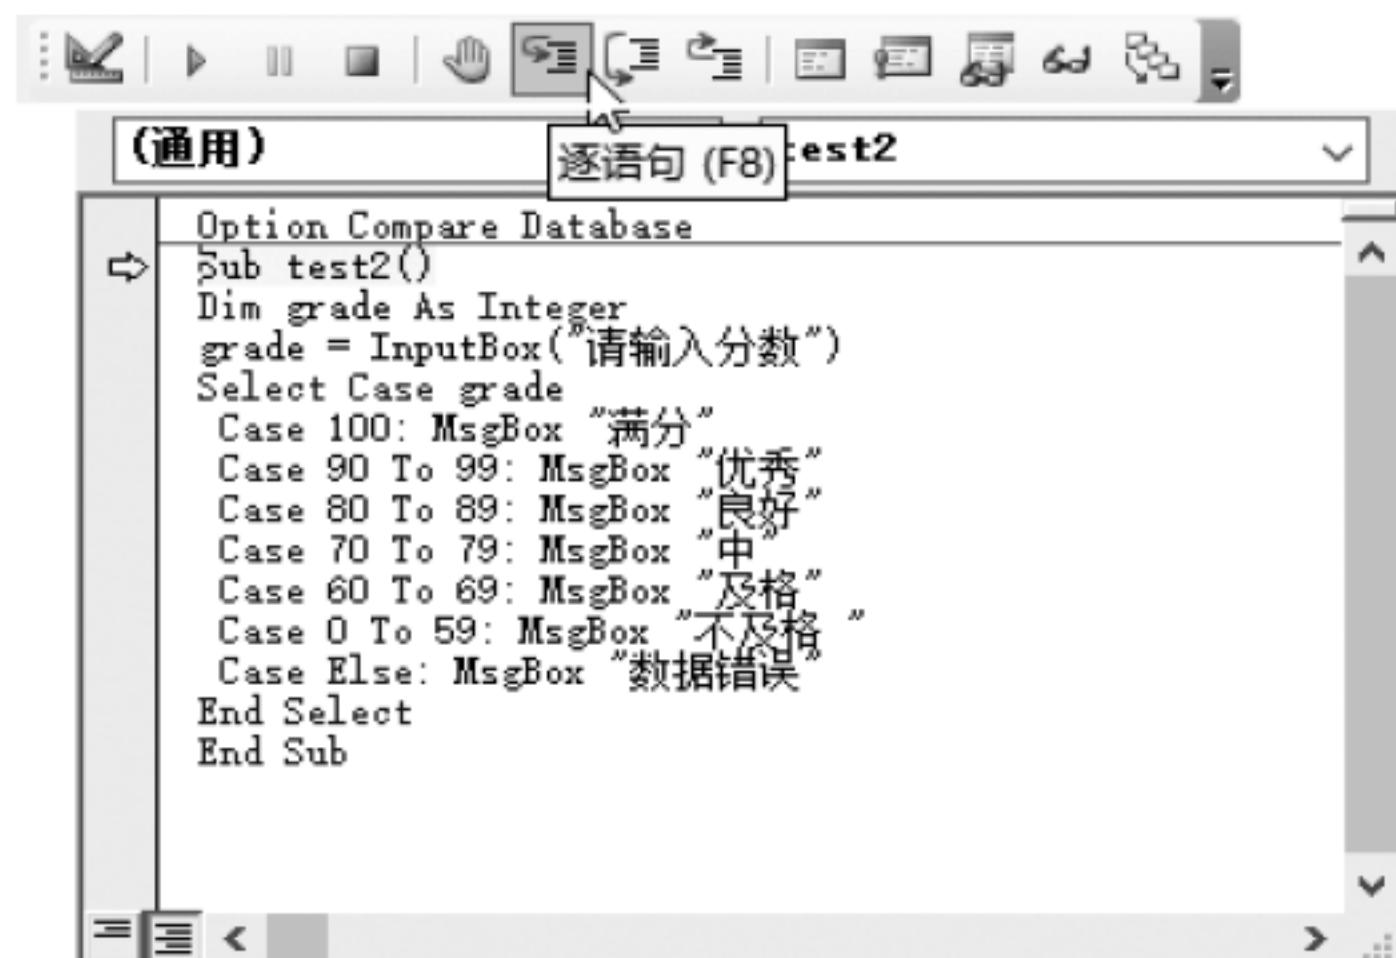 (通用)
test2
逐语句 (F8)
Option Compare Database
Sub test2()
Dim grade As Integer
grade = InputBox("请输入分数")
Select Case grade
Case 100: MsgBox "满分"
Case 90 To 99: MsgBox "优秀"
Case 80 To 89: MsgBox "良好"
Case 70 To 79: MsgBox "中"
Case 60 To 69: MsgBox "及格"
Case 0 To 59: MsgBox "不及格 "
Case Else: MsgBox "数据错误"
End Select
End Sub